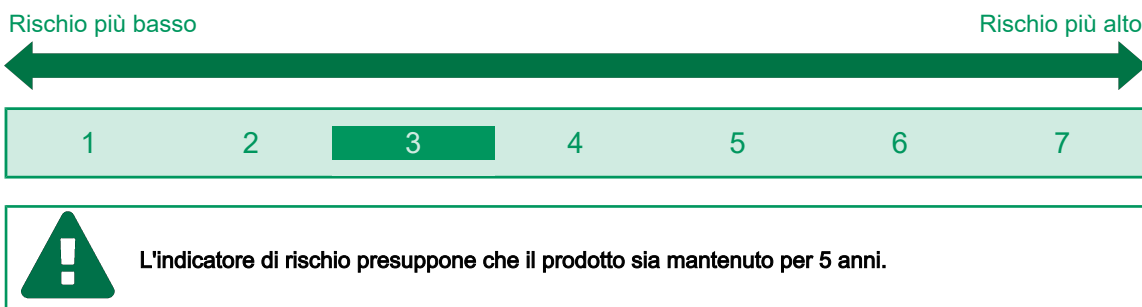 Rischio più basso Rischio più alto
1 2 3 4 5 6 7
L'indicatore di rischio presuppone che il prodotto sia mantenuto per 5 anni.